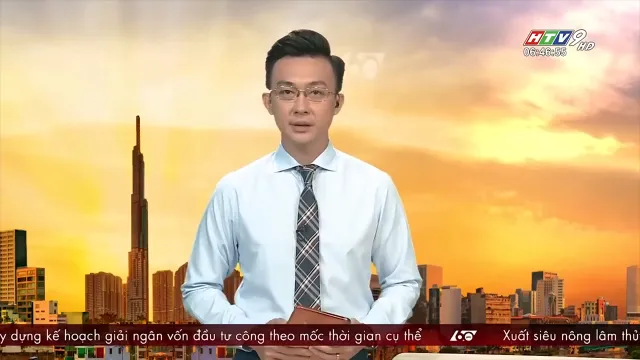 HTV9 HD
06:46:55
y dựng kế hoạch giải ngân vốn đầu tư công theo mốc thời gian cụ thể 60 Xuất siêu nông lâm thủ